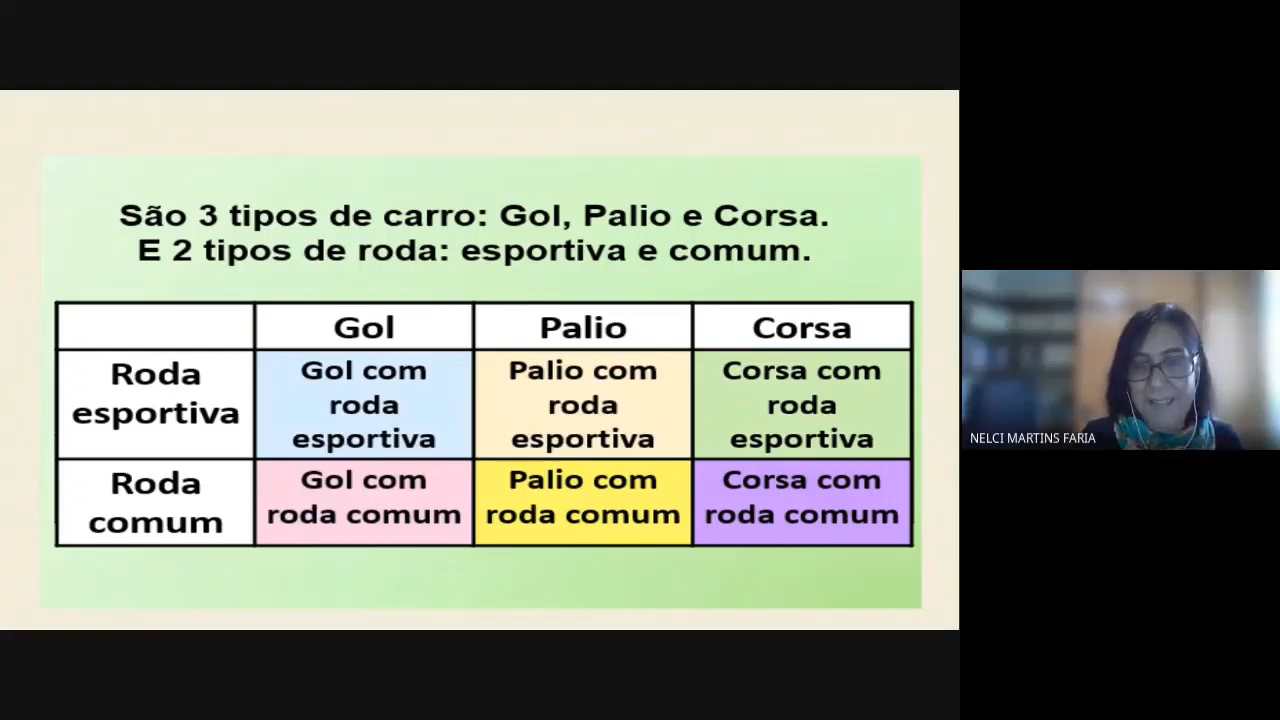 São 3 tipos de carro: Gol, Palio e Corsa.
E 2 tipos de roda: esportiva e comum.
Gol
Palio
Corsa
Roda
esportiva
Gol com
roda
esportiva
Palio com
roda
esportiva
Corsa com
roda
esportiva
Roda
comum
Gol com
roda comum
Palio com
roda comum
Corsa com
roda comum
NELCI MARTINS FARIA